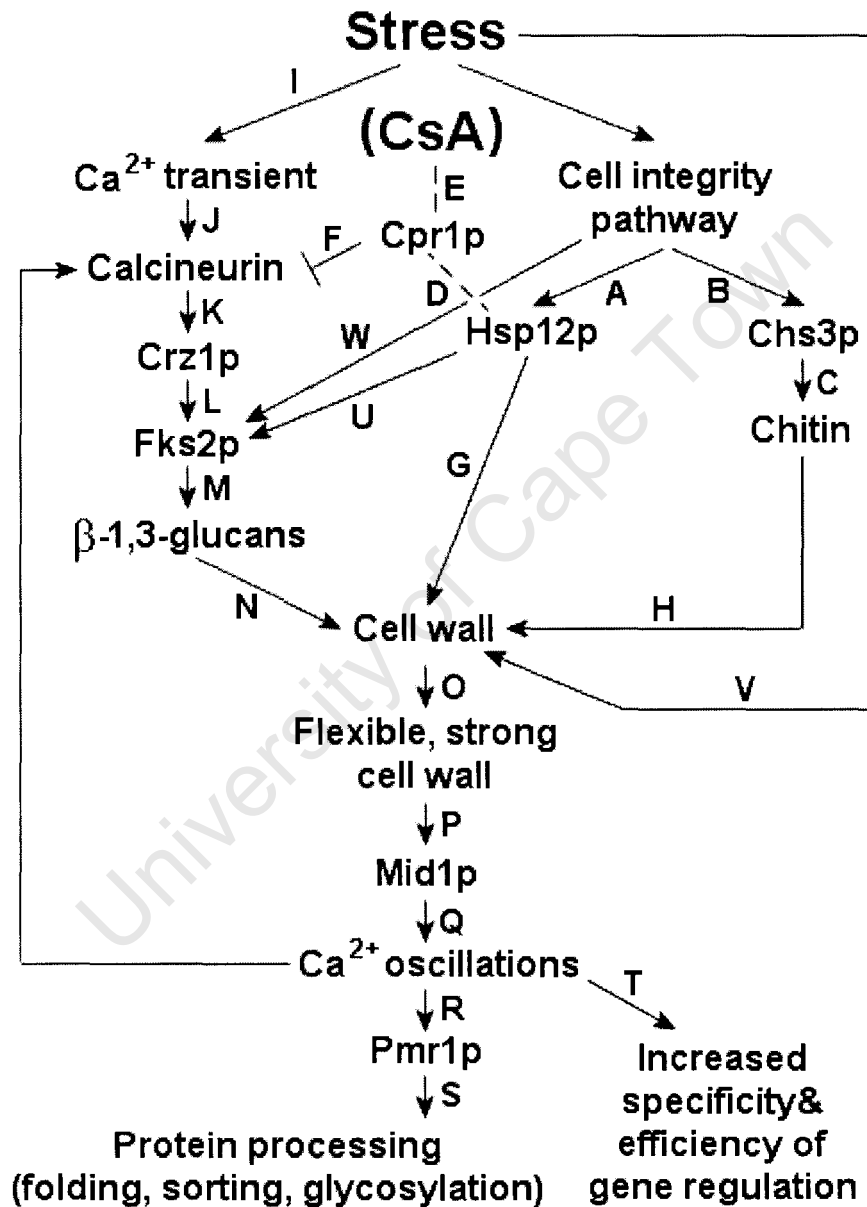 Stress
I
(CsA)
Ca2+ transient
E
Cell integrity
pathway
J
F
Cpr1p
Calcineurin
D
A
B
K
W
Hsp12p
Chs3p
Crz1p
C
L
U
Fks2p
Chitin
M
G
β-1,3-glucans
N
Cell wall
H
O
V
Flexible, strong
cell wall
P
Mid1p
Q
Ca2+ oscillations
T
R
Pmr1p
Increased
specificity&
efficiency of
gene regulation
S
Protein processing
(folding, sorting, glycosylation)
University of Cape Town